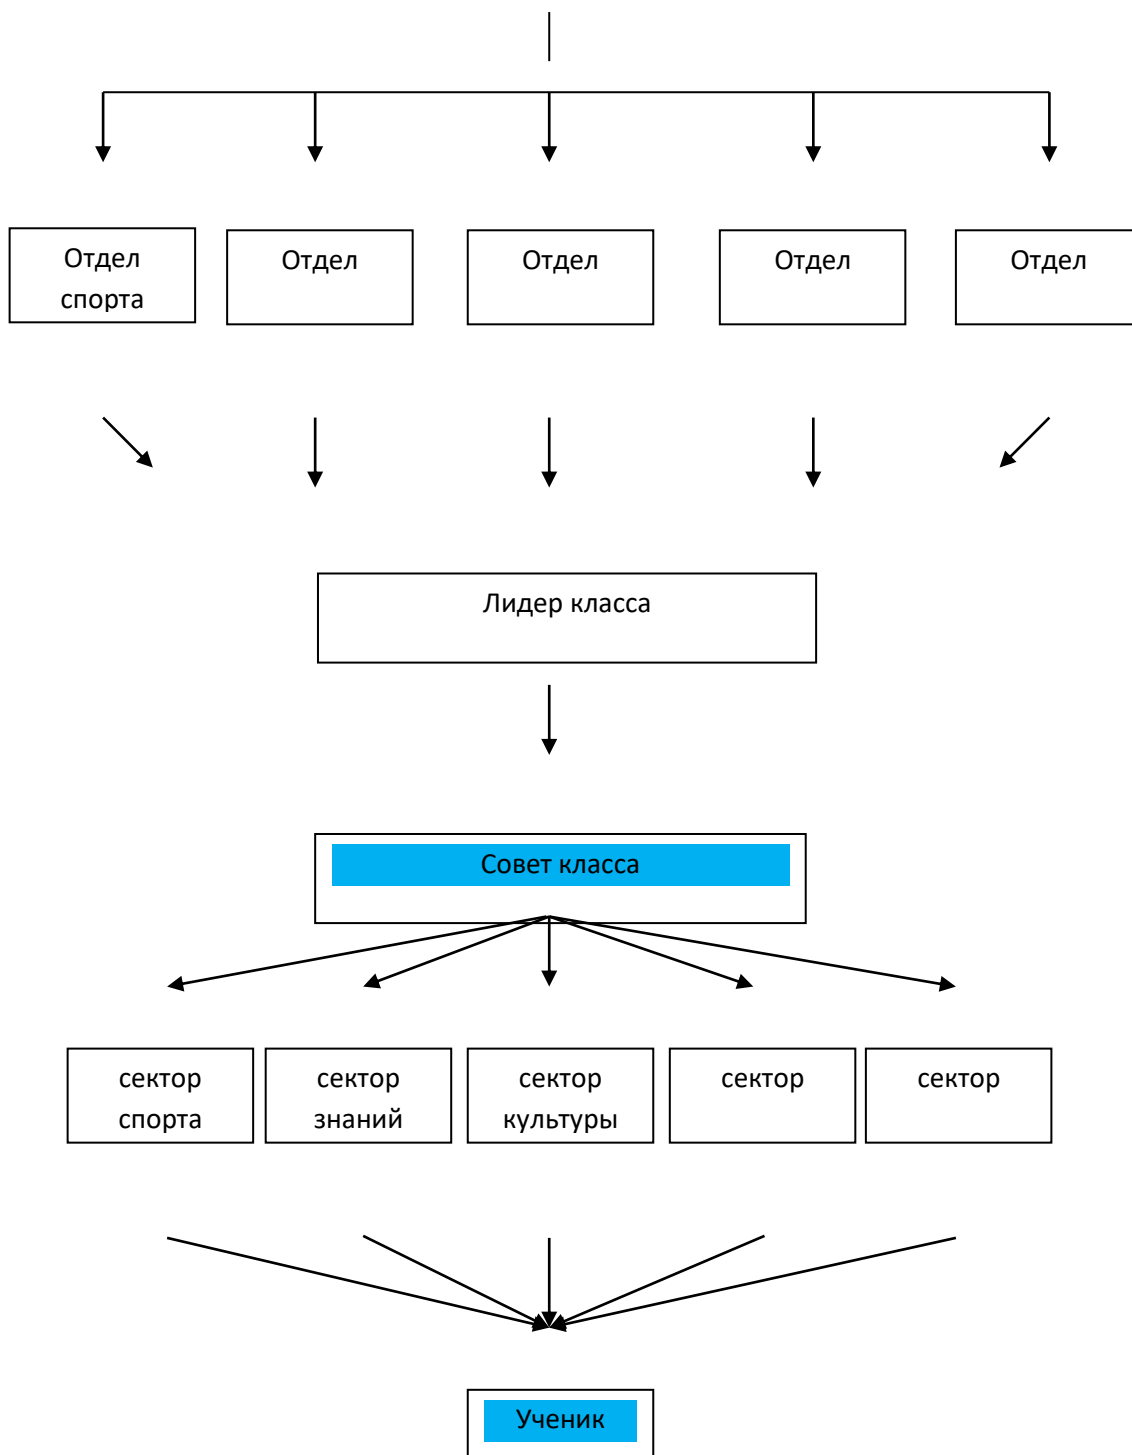 Отдел
спорта
Отдел
Отдел
Отдел
Отдел
Лидер класса
Совет класса
сектор
спорта
сектор
знаний
сектор
культуры
сектор
сектор
Ученик